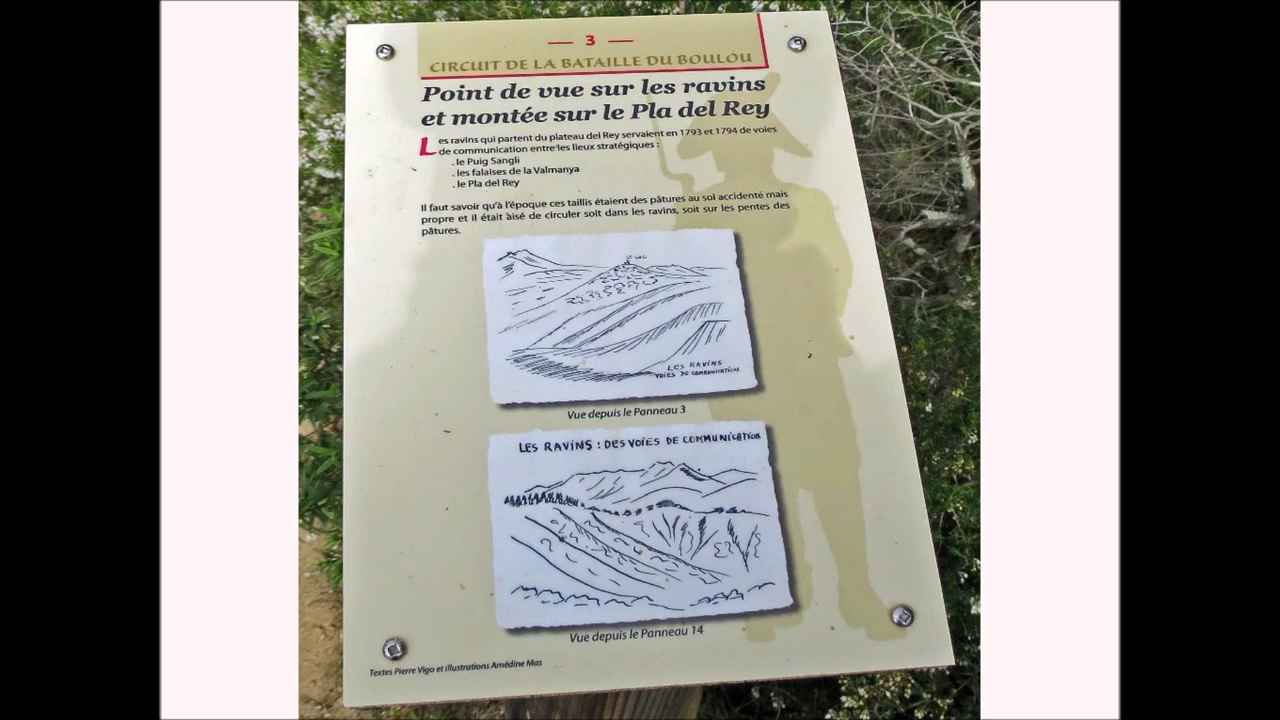 — 3 —
CIRCUIT DE LA BATAILLE DU BOULOU
Point de vue sur les ravins
et montée sur le Pla del Rey
Les ravins qui partent du plateau del Rey servaient en 1793 et 1794 de voies
de communication entre les lieux stratégiques :
. le Puig Sangli
. les falaises de la Valmanya
. le Pla del Rey
Il faut savoir qu'à l'époque ces taillis étaient des pâtures au sol accidenté mais
propre et il était aisé de circuler soit dans les ravins, soit sur les pentes des
pâtures.
LES RAVINS
VOIES DE COMMUNICATION
Vue depuis le Panneau 3
LES RAVINS : DES VOIES DE COMMUNICATION
Vue depuis le Panneau 14
Textes Pierre Vigo et illustrations Amédine Mas